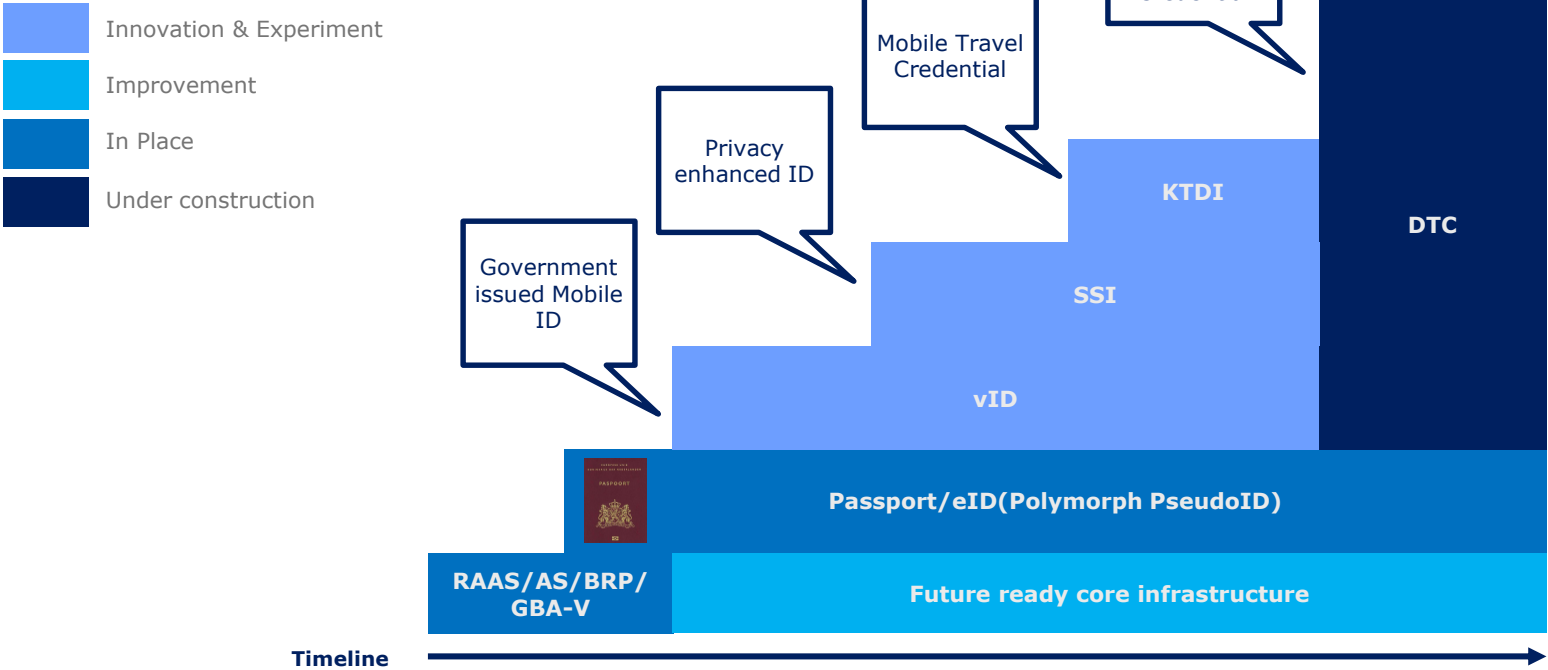 Innovation & Experiment
Improvement
In Place
Under construction
Mobile Travel
Credential
Privacy
enhanced ID
Government
issued Mobile
ID
KTDI
DTC
SSI
vID
PASPOORT
Passport/eID(Polymorph PseudoID)
RAAS/AS/BRP/
GBA-V
Future ready core infrastructure
Timeline